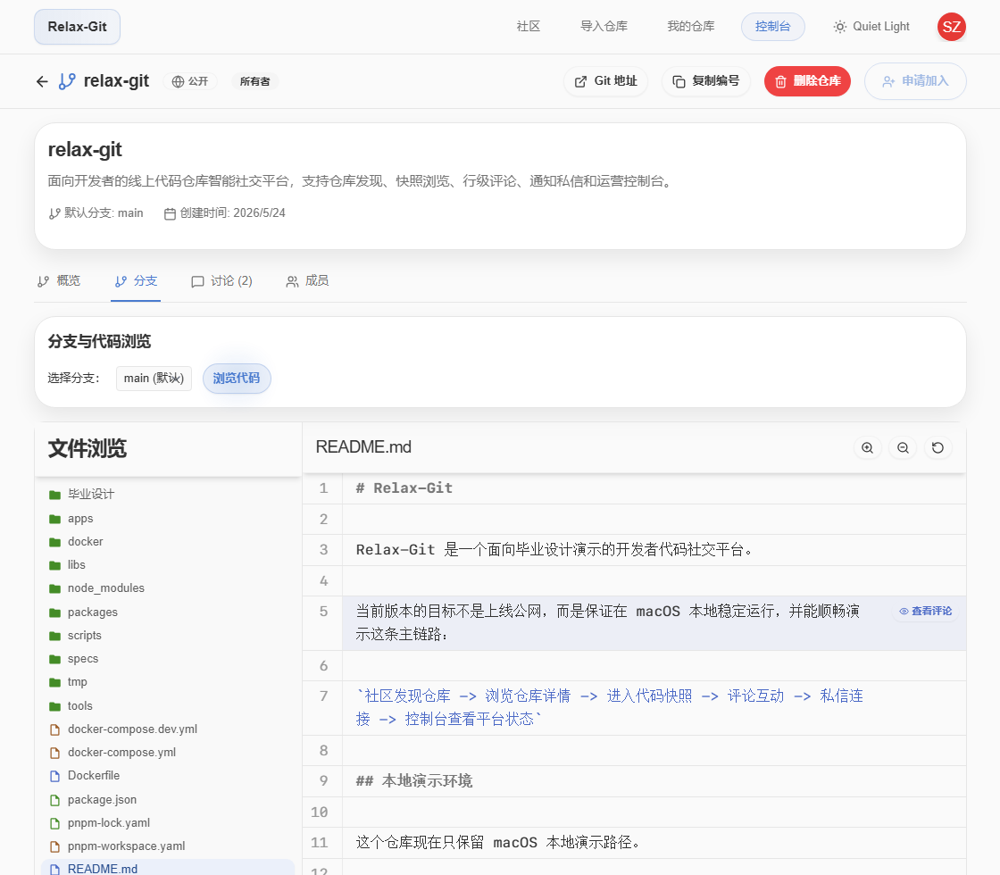 Relax-Git
社区
导入仓库
我的仓库
控制台
Quiet Light
SZ
relax-git
公开
所有者
Git 地址
复制编号
删除仓库
申请加入
relax-git
面向开发者的线上代码仓库智能社交平台，支持仓库发现、快照浏览、行级评论、通知私信和运营控制台。
默认分支: main
创建时间: 2026/5/24
概览
分支
讨论 (2)
成员
分支与代码浏览
选择分支：
main (默认)
浏览代码
文件浏览
毕业设计
apps
docker
libs
node_modules
packages
scripts
specs
tmp
tools
docker-compose.dev.yml
docker-compose.yml
Dockerfile
package.json
pnpm-lock.yaml
pnpm-workspace.yaml
README.md
README.md
1 # Relax-Git
2
3 Relax-Git 是一个面向毕业设计演示的开发者代码社交平台。
4
5 当前版本的目标不是上线公网，而是保证在 macOS 本地稳定运行，并能顺畅演
示这条主链路：
查看评论
6
7 `社区发现仓库 -> 浏览仓库详情 -> 进入代码快照 -> 评论互动 -> 私信连
接 -> 控制台查看平台状态`
8
9 ## 本地演示环境
10
11 这个仓库现在只保留 macOS 本地演示路径。
12